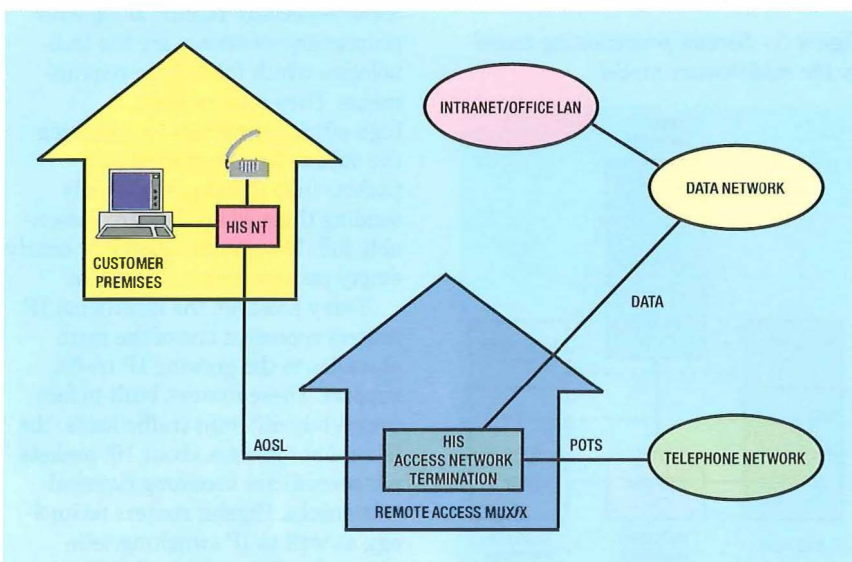 INTRANET/OFFICE LAN
DATA NETWORK
HIS NT
CUSTOMER
PREMISES
DATA
AOSL
HIS
ACCESS NETWORK
TERMINATION
POTS
TELEPHONE NETWORK
REMOTE ACCESS MUX/X